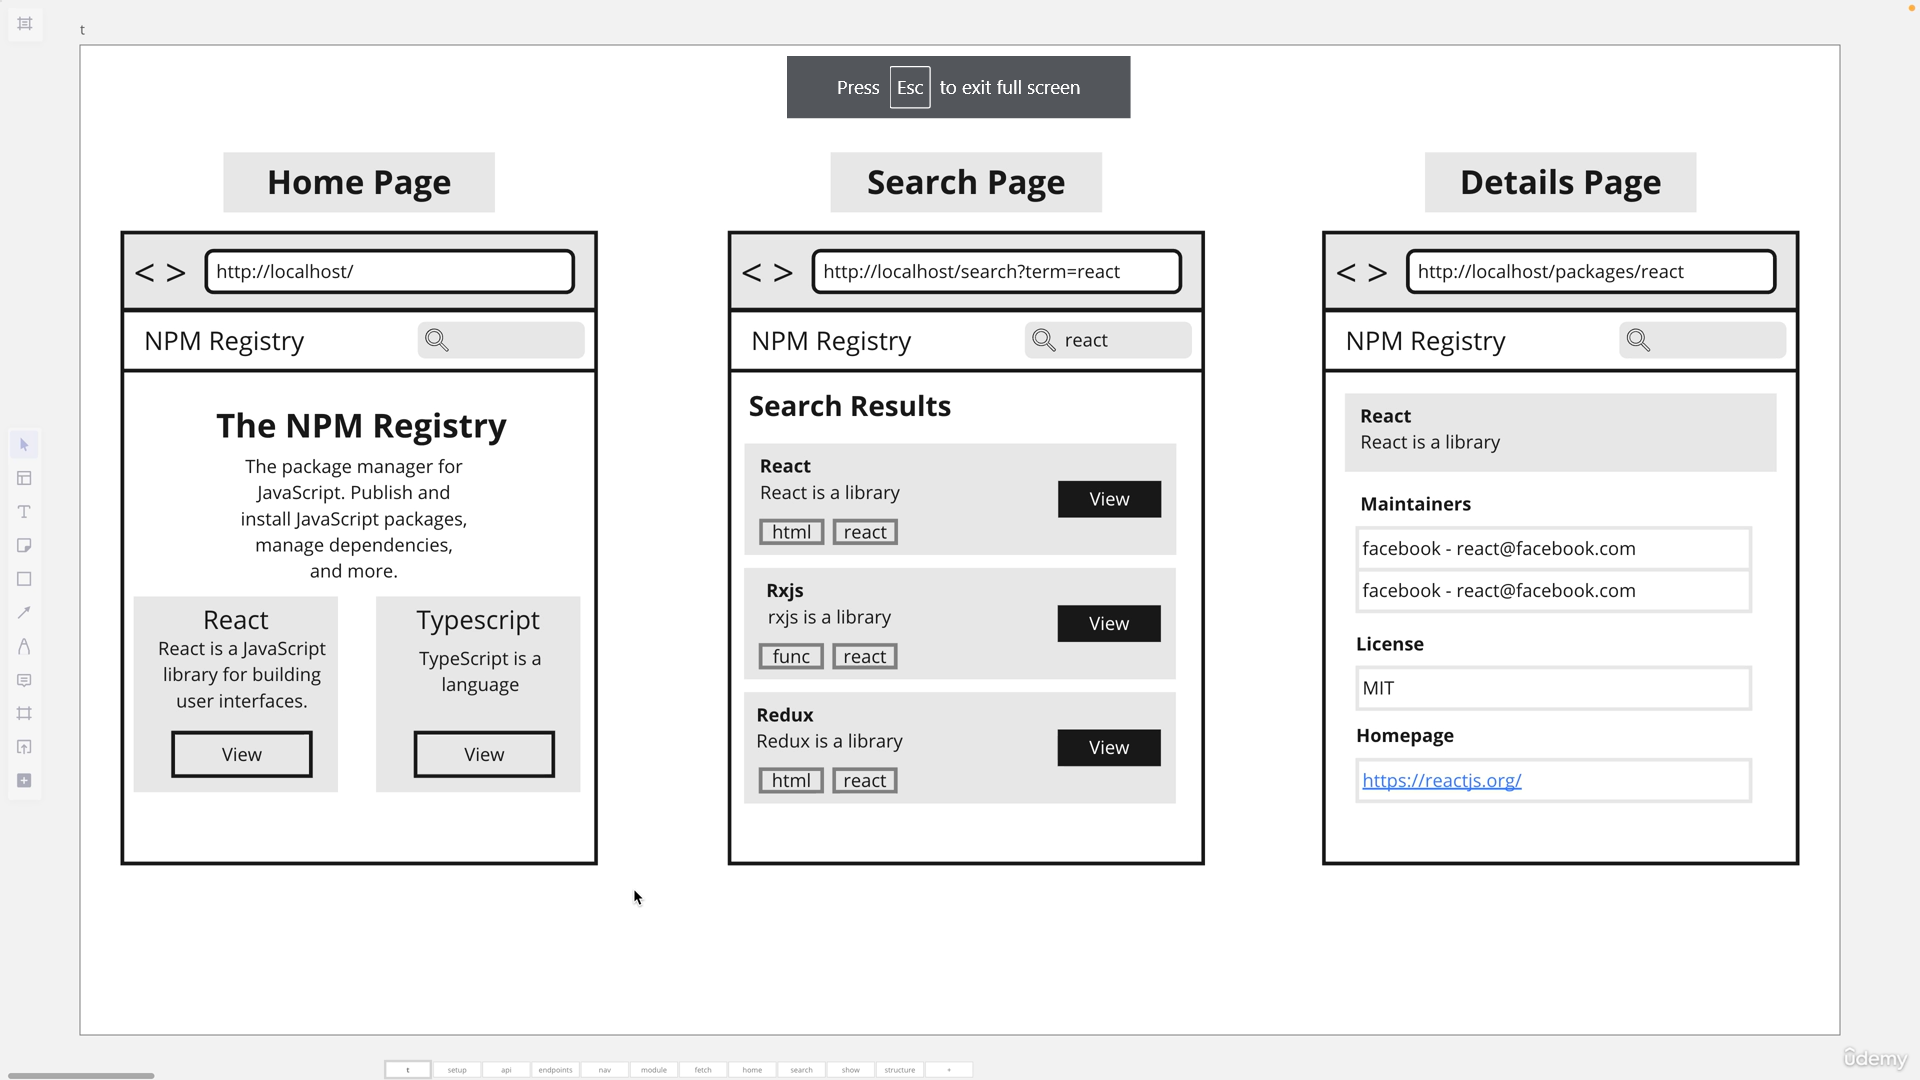 t
Press Esc to exit full screen
Home Page
http://localhost/
NPM Registry
The NPM Registry
The package manager for
JavaScript. Publish and
install JavaScript packages,
manage dependencies,
and more.
React
React is a JavaScript
library for building
user interfaces.
View
Typescript
TypeScript is a
language
View
Search Page
http://localhost/search?term=react
NPM Registry
react
Search Results
React
React is a library
html react
View
Rxjs
rxjs is a library
func react
View
Redux
Redux is a library
html react
View
Details Page
http://localhost/packages/react
NPM Registry
React
React is a library
Maintainers
facebook - react@facebook.com
facebook - react@facebook.com
License
MIT
Homepage
https://reactjs.org/
t setup api endpoints nav module fetch home search show structure +
ûdemy